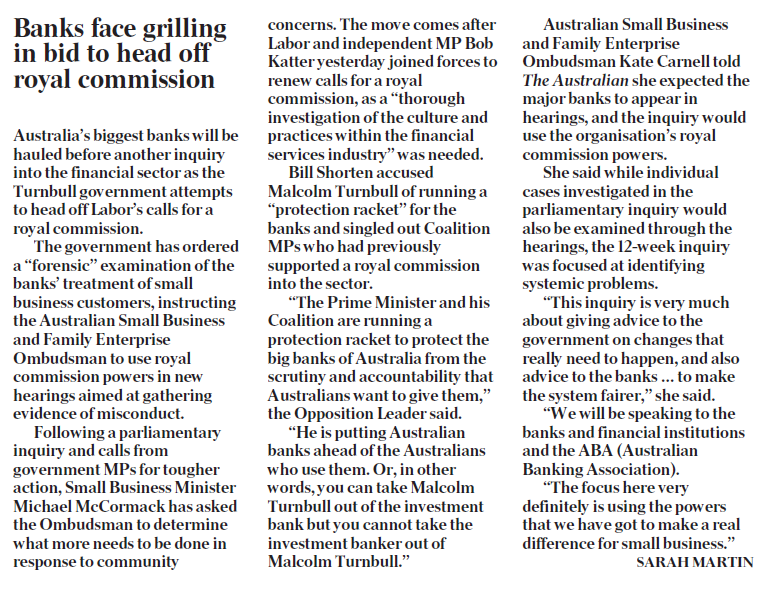 Banks face grilling
in bid to head off
royal commission
Australia's biggest banks will be
hauled before another inquiry
into the financial sector as the
Turnbull government attempts
to head off Labor's calls for a
royal commission.
The government has ordered
a “forensic” examination of the
banks' treatment of small
business customers, instructing
the Australian Small Business
and Family Enterprise
Ombudsman to use royal
commission powers in new
hearings aimed at gathering
evidence of misconduct.
Following a parliamentary
inquiry and calls from
government MPs for tougher
action, Small Business Minister
Michael McCormack has asked
the Ombudsman to determine
what more needs to be done in
response to community
concerns. The move comes after
Labor and independent MP Bob
Katter yesterday joined forces to
renew calls for a royal
commission, as a “thorough
investigation of the culture and
practices within the financial
services industry” was needed.
Bill Shorten accused
Malcolm Turnbull of running a
“protection racket” for the
banks and singled out Coalition
MPs who had previously
supported a royal commission
into the sector.
“The Prime Minister and his
Coalition are running a
protection racket to protect the
big banks of Australia from the
scrutiny and accountability that
Australians want to give them,”
the Opposition Leader said.
“He is putting Australian
banks ahead of the Australians
who use them. Or, in other
words, you can take Malcolm
Turnbull out of the investment
bank but you cannot take the
investment banker out of
Malcolm Turnbull.”
Australian Small Business
and Family Enterprise
Ombudsman Kate Carnell told
The Australian she expected the
major banks to appear in
hearings, and the inquiry would
use the organisation's royal
commission powers.
She said while individual
cases investigated in the
parliamentary inquiry would
also be examined through the
hearings, the 12-week inquiry
was focused at identifying
systemic problems.
“This inquiry is very much
about giving advice to the
government on changes that
really need to happen, and also
advice to the banks ... to make
the system fairer,” she said.
“We will be speaking to the
banks and financial institutions
and the ABA (Australian
Banking Association).
“The focus here very
definitely is using the powers
that we have got to make a real
difference for small business.”
SARAH MARTIN